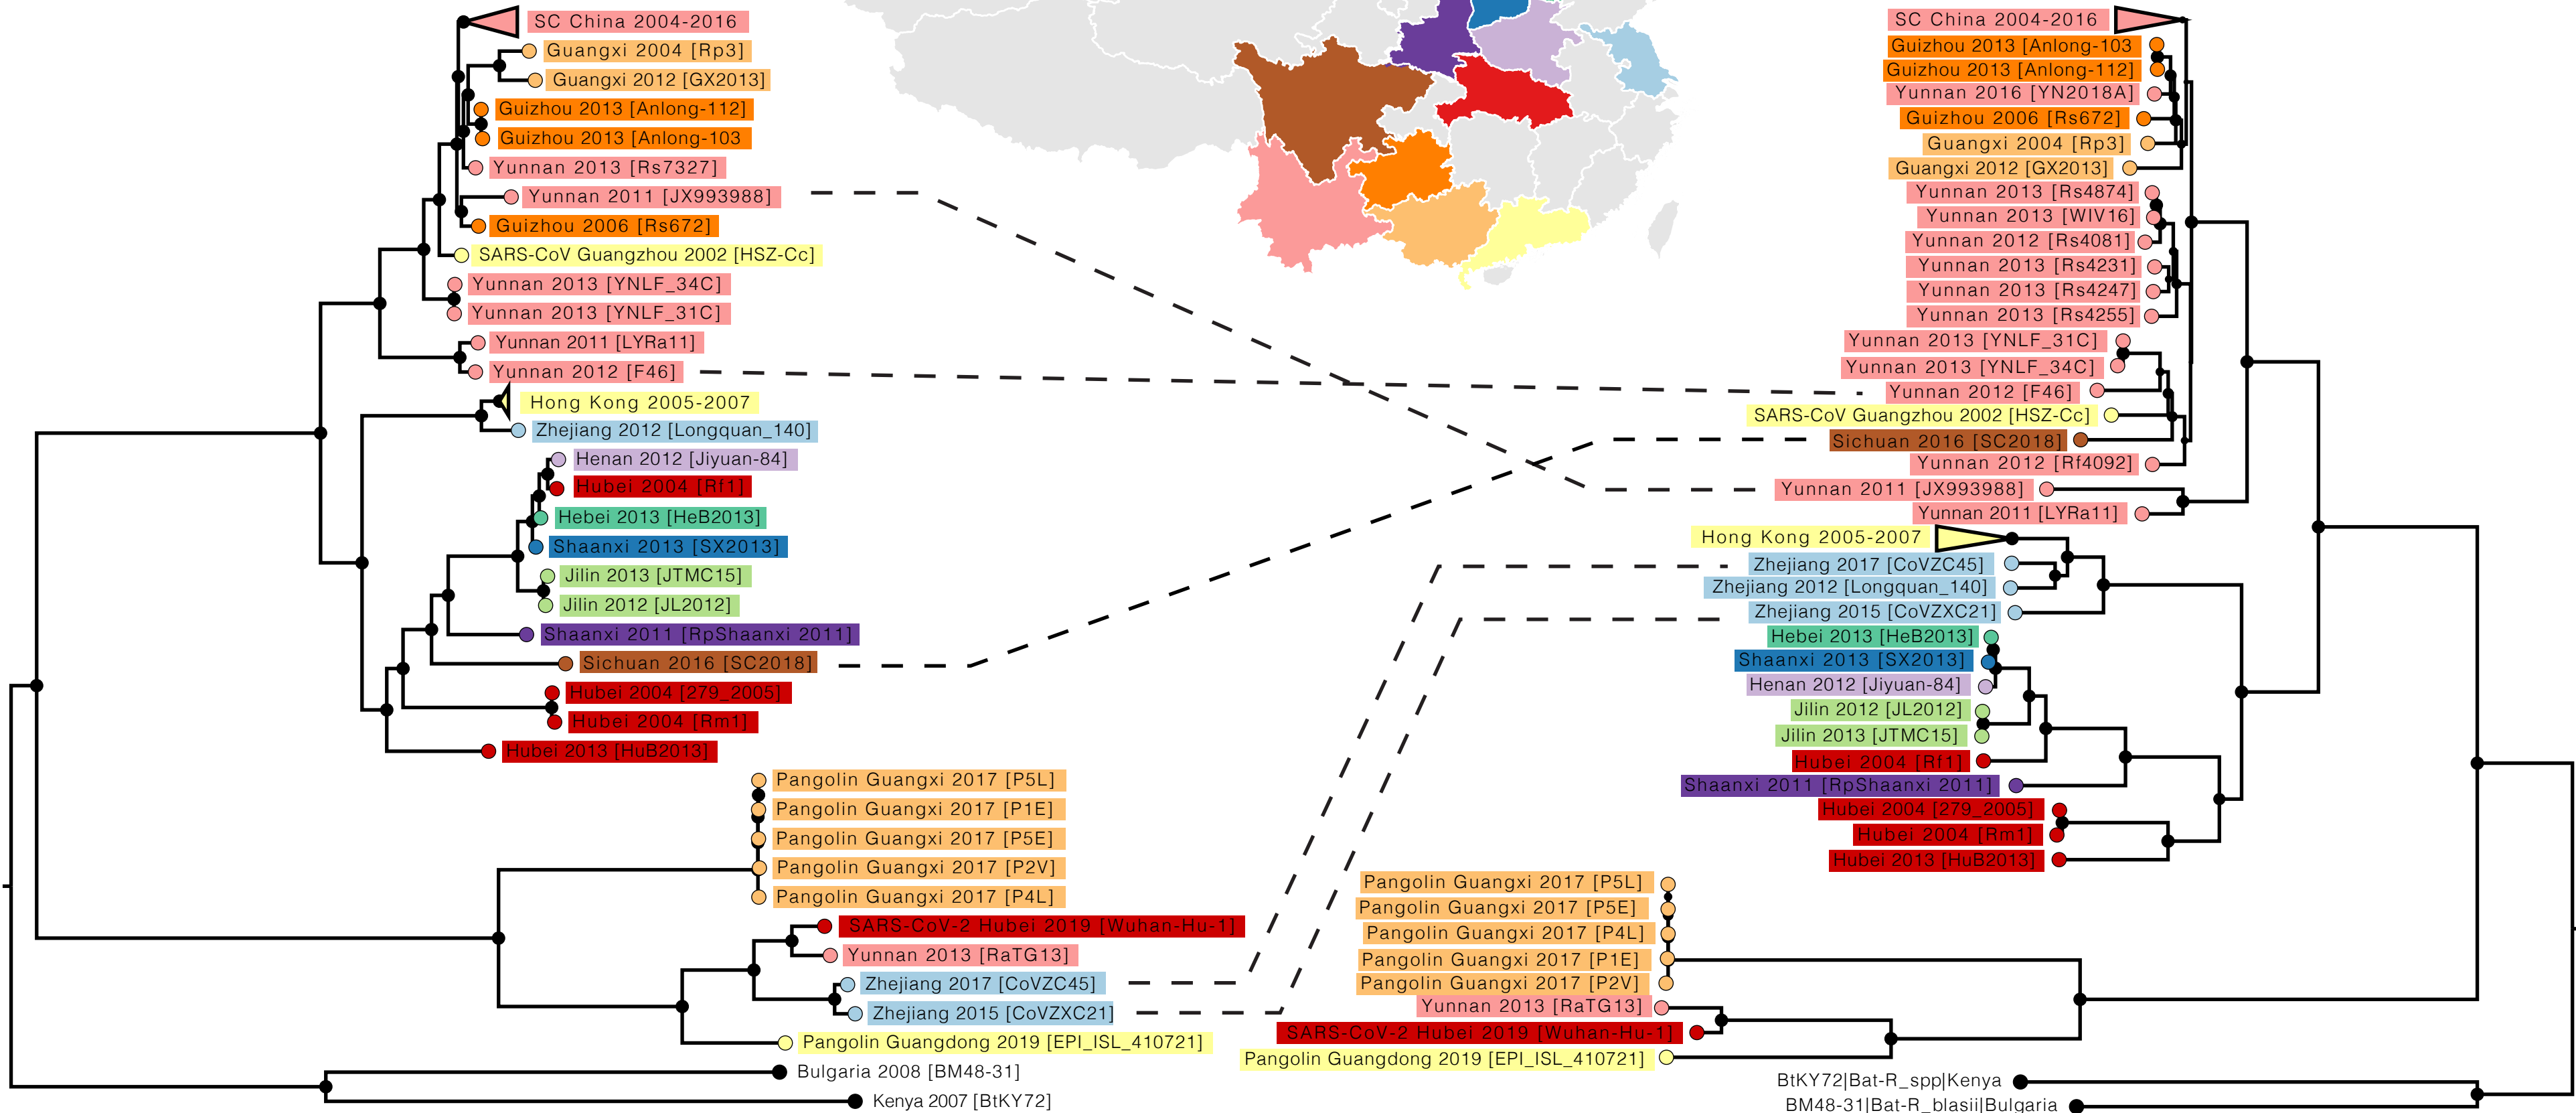 SC China 2004-2016
Guangxi 2004 [Rp3]
Guangxi 2012 [GX2013]
Guizhou 2013 [Anlong-112]
Guizhou 2013 [Anlong-103
Yunnan 2013 [Rs7327]
Yunnan 2011 [JX993988]
Guizhou 2006 [Rs672]
SARS-CoV Guangzhou 2002 [HSZ-Cc]
Yunnan 2013 [YNLF_34C]
Yunnan 2013 [YNLF_31C]
Yunnan 2011 [LYRa11]
Yunnan 2012 [F46]
Hong Kong 2005-2007
Zhejiang 2012 [Longquan_140]
Henan 2012 [Jiyuan-84]
Hubei 2004 [Rf1]
Hebei 2013 [HeB2013]
Shaanxi 2013 [SX2013]
Jilin 2013 [JTMC15]
Jilin 2012 [JL2012]
Shaanxi 2011 [RpShaanxi 2011]
Sichuan 2016 [SC2018]
Hubei 2004 [279_2005]
Hubei 2004 [Rm1]
Hubei 2013 [HuB2013]
Pangolin Guangxi 2017 [P5L]
Pangolin Guangxi 2017 [P1E]
Pangolin Guangxi 2017 [P5E]
Pangolin Guangxi 2017 [P2V]
Pangolin Guangxi 2017 [P4L]
SARS-CoV-2 Hubei 2019 [Wuhan-Hu-1]
Yunnan 2013 [RaTG13]
Zhejiang 2017 [CoVZC45]
Zhejiang 2015 [CoVZXC21]
Pangolin Guangdong 2019 [EPI_ISL_410721]
Bulgaria 2008 [BM48-31]
Kenya 2007 [BtKY72]
SC China 2004-2016
Guizhou 2013 [Anlong-103
Guizhou 2013 [Anlong-112]
Yunnan 2016 [YN2018A]
Guizhou 2006 [Rs672]
Guangxi 2004 [Rp3]
Guangxi 2012 [GX2013]
Yunnan 2013 [Rs4874]
Yunnan 2013 [WIV16]
Yunnan 2012 [Rs4081]
Yunnan 2013 [Rs4231]
Yunnan 2013 [Rs4247]
Yunnan 2013 [Rs4255]
Yunnan 2013 [YNLF_31C]
Yunnan 2013 [YNLF_34C]
Yunnan 2012 [F46]
SARS-CoV Guangzhou 2002 [HSZ-Cc]
Sichuan 2016 [SC2018]
Yunnan 2012 [Rf4092]
Yunnan 2011 [JX993988]
Yunnan 2011 [LYRa11]
Hong Kong 2005-2007
Zhejiang 2017 [CoVZC45]
Zhejiang 2012 [Longquan_140]
Zhejiang 2015 [CoVZXC21]
Hebei 2013 [HeB2013]
Shaanxi 2013 [SX2013]
Henan 2012 [Jiyuan-84]
Jilin 2012 [JL2012]
Jilin 2013 [JTMC15]
Hubei 2004 [Rf1]
Shaanxi 2011 [RpShaanxi 2011]
Hubei 2004 [279_2005]
Hubei 2004 [Rm1]
Hubei 2013 [HuB2013]
Pangolin Guangxi 2017 [P5L]
Pangolin Guangxi 2017 [P5E]
Pangolin Guangxi 2017 [P4L]
Pangolin Guangxi 2017 [P1E]
Pangolin Guangxi 2017 [P2V]
Yunnan 2013 [RaTG13]
SARS-CoV-2 Hubei 2019 [Wuhan-Hu-1]
Pangolin Guangdong 2019 [EPI_ISL_410721]
BtKY72|Bat-R_spp|Kenya
BM48-31|Bat-R_blasii|Bulgaria